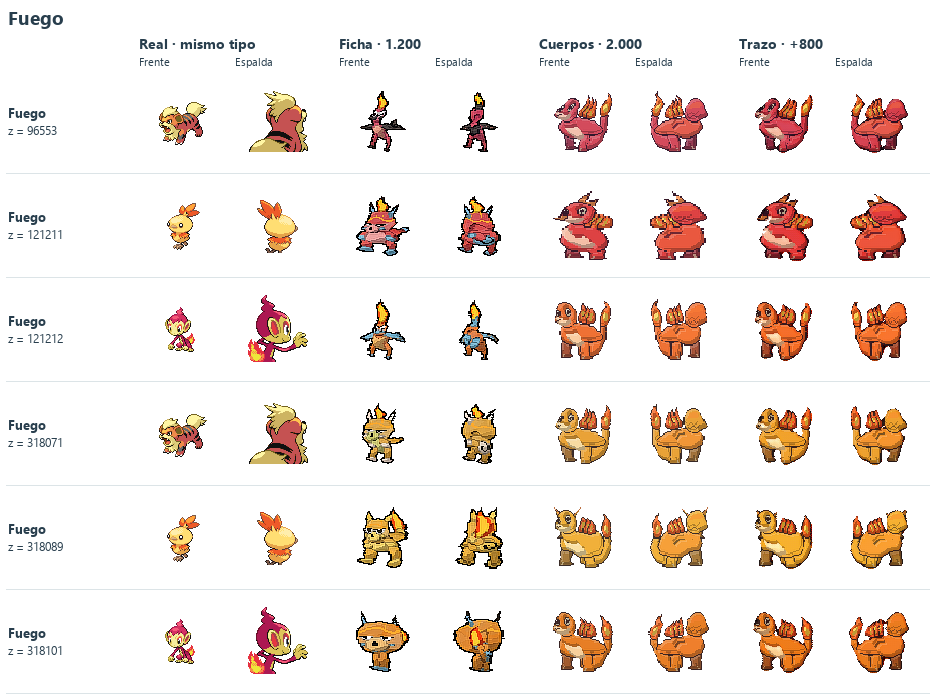 Fuego
Real · mismo tipo
Ficha · 1.200
Cuerpos · 2.000
Trazo · +800
Frente
Espalda
Frente
Espalda
Frente
Espalda
Frente
Espalda
Fuego
z = 96553
Fuego
z = 121211
Fuego
z = 121212
Fuego
z = 318071
Fuego
z = 318089
Fuego
z = 318101